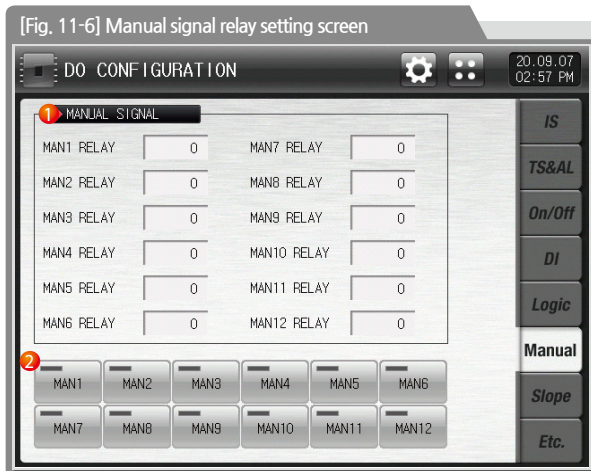 [Fig. 11-6] Manual signal relay setting screen
DO CONFIGURATION
20.09.07
02:57 PM
1 MANUAL SIGNAL
MAN1 RELAY 0 MAN7 RELAY 0
MAN2 RELAY 0 MAN8 RELAY 0
MAN3 RELAY 0 MAN9 RELAY 0
MAN4 RELAY 0 MAN10 RELAY 0
MAN5 RELAY 0 MAN11 RELAY 0
MAN6 RELAY 0 MAN12 RELAY 0
2
MAN1 MAN2 MAN3 MAN4 MAN5 MAN6
MAN7 MAN8 MAN9 MAN10 MAN11 MAN12
IS
TS&AL
On/Off
DI
Logic
Manual
Slope
Etc.